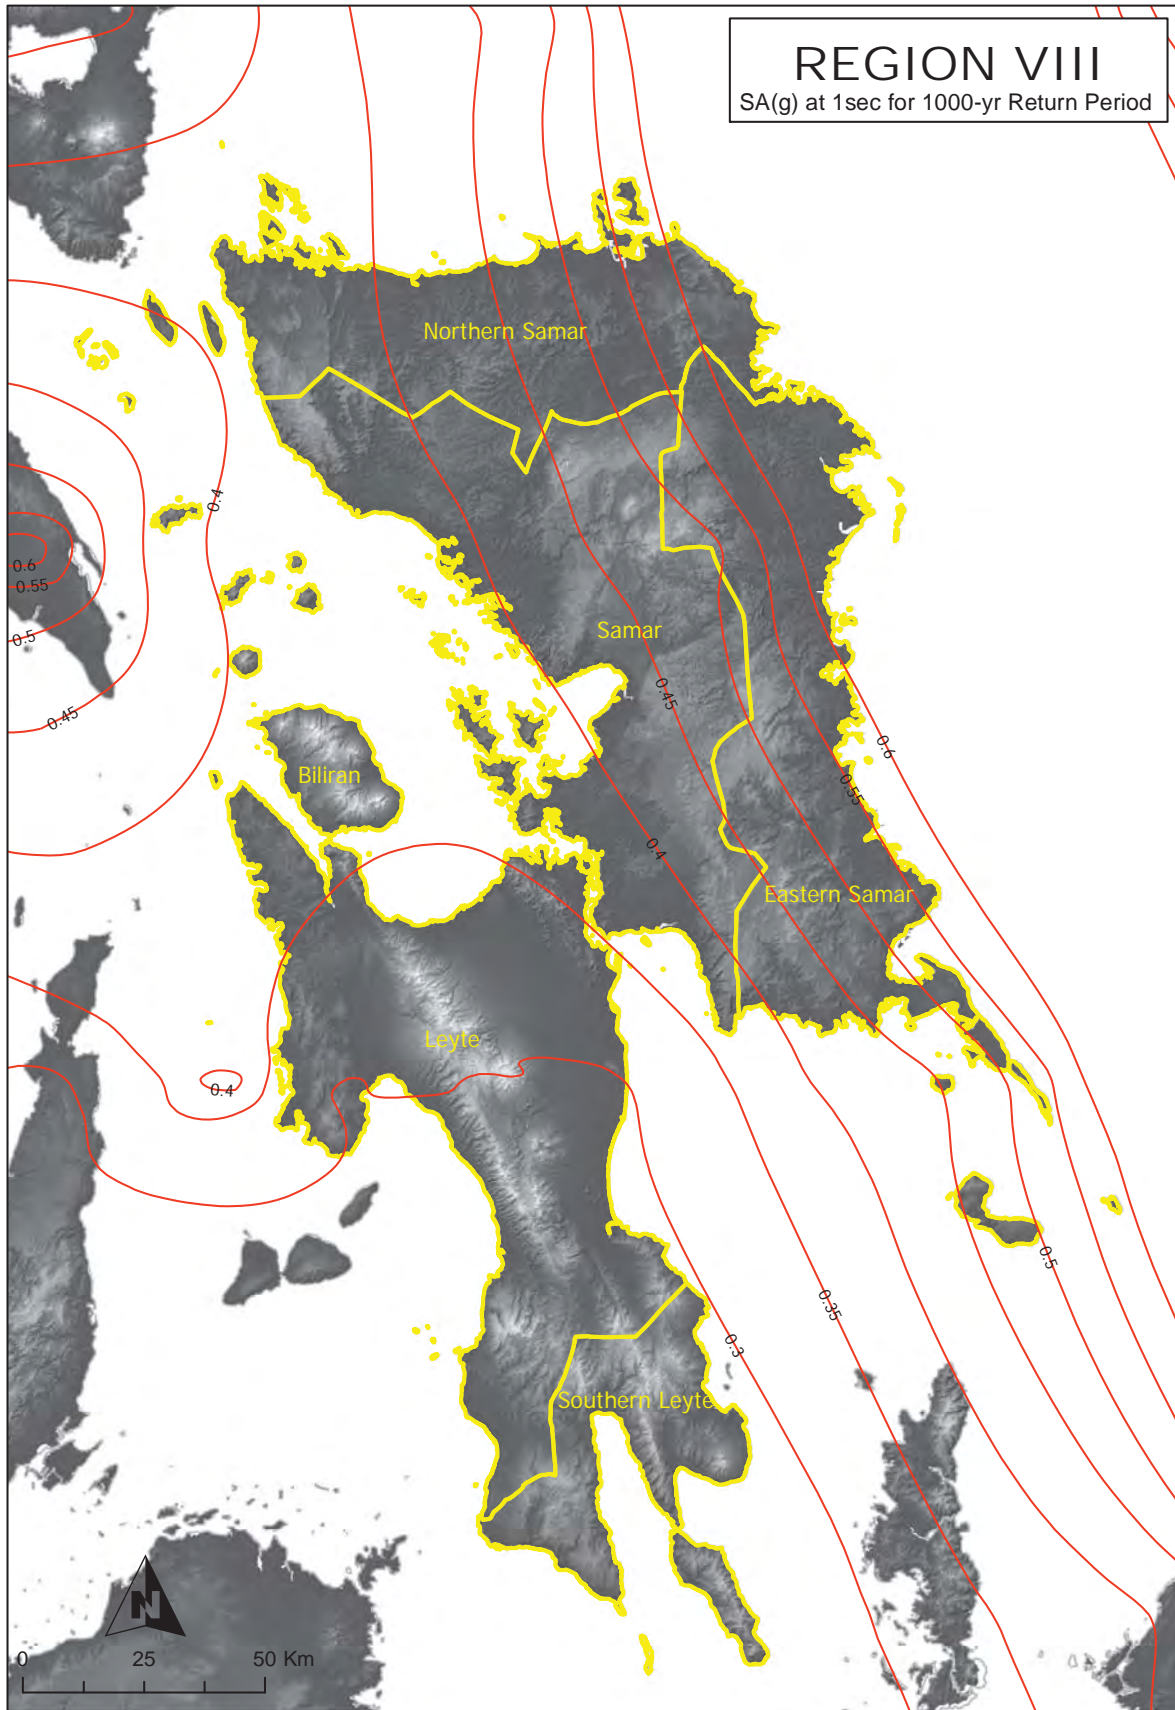 REGION VIII
SA(g) at 1sec for 1000-yr Return Period
Northern Samar
0.4
0.6
0.55
0.5
Samar
0.45
0.45
0.6
Biliran
0.55
0.4
Eastern Samar
Leyte
0.4
0.5
0.35
0.3
Southern Leyte
N
0 25 50 Km